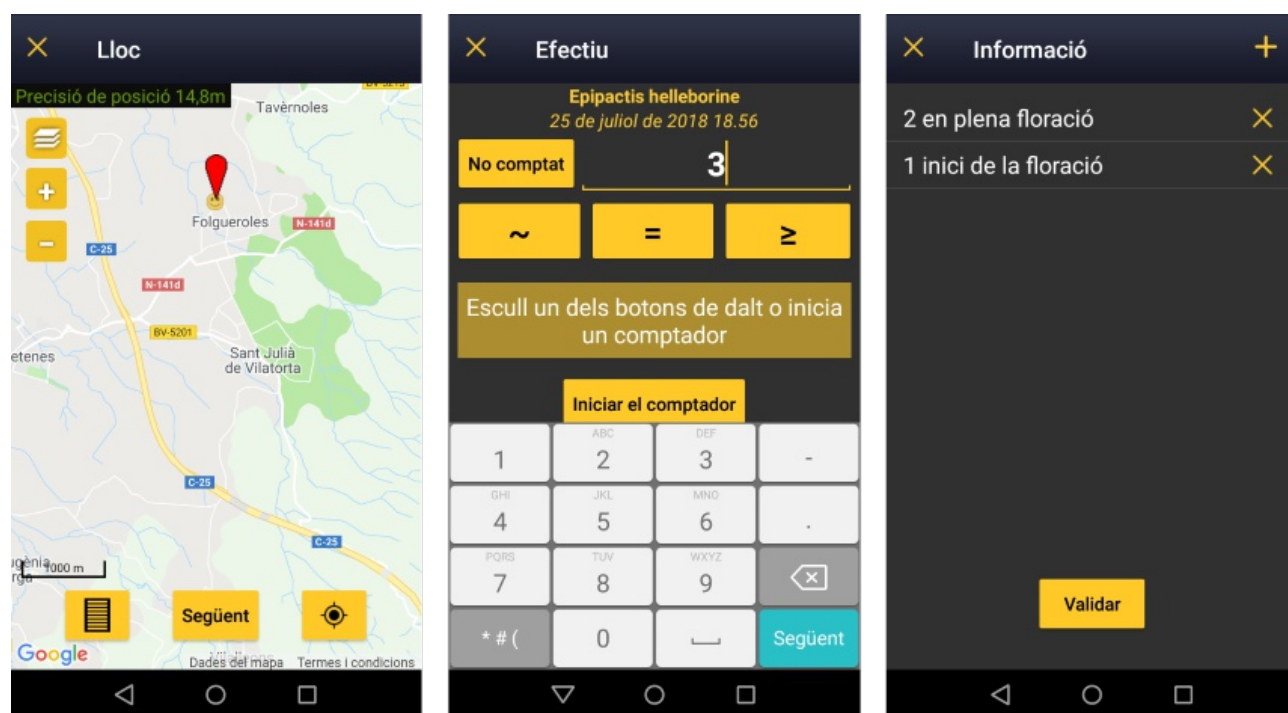 Lloc
Precisió de posició 14,8m
Tavèrnoles
Folgueroles
N-141d
C-25
N-141d
BV-5201
etenes
Sant Julià
de Vilatorta
C-25
C-25
1000 m
Següent
Google
Dades del mapa
Termes i condicions
Efectiu
Epipactis helleborine
25 de juliol de 2018 18.56
No comptat
3
~ = ≥
Escull un dels botons de dalt o inicia
un comptador
Iniciar el comptador
ABC DEF
1 2 3 -
GHI JKL MNO
4 5 6 .
PQRS TUV WXYZ
7 8 9
* # ( 0 Següent
Informació
2 en plena floració
1 inici de la floració
Validar